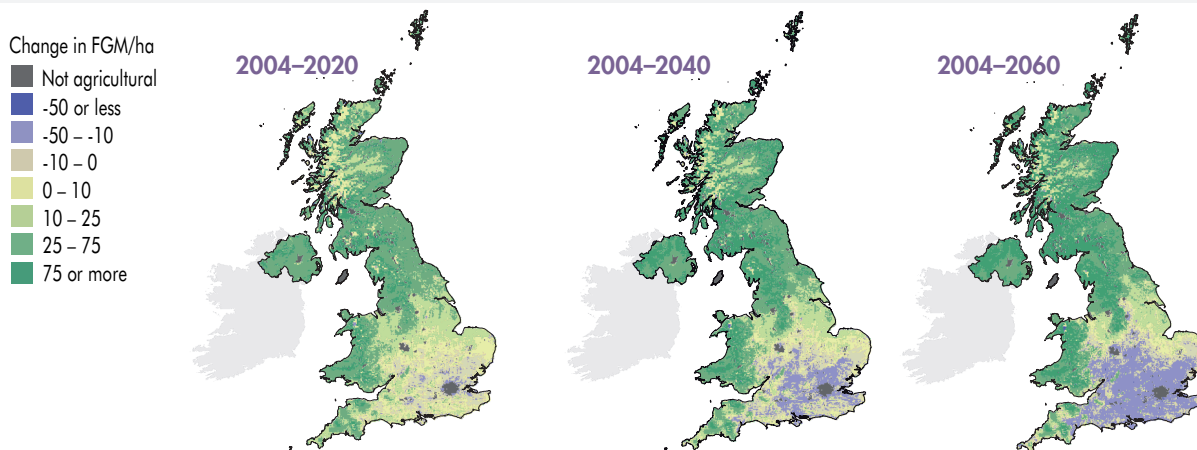 Change in FGM/ha
Not agricultural
-50 or less
-50 – -10
-10 – 0
0 – 10
10 – 25
25 – 75
75 or more
2004–2020
2004–2040
2004–2060